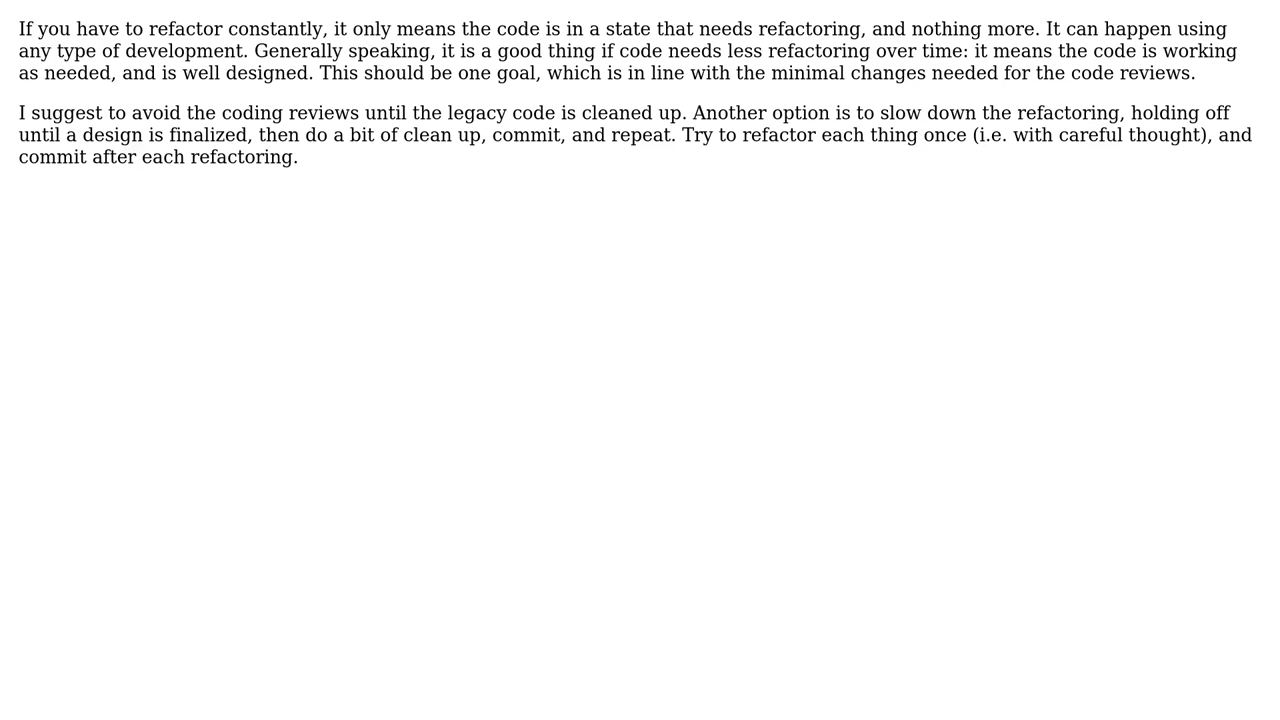 If you have to refactor constantly, it only means the code is in a state that needs refactoring, and nothing more. It can happen using
any type of development. Generally speaking, it is a good thing if code needs less refactoring over time: it means the code is working
as needed, and is well designed. This should be one goal, which is in line with the minimal changes needed for the code reviews.
I suggest to avoid the coding reviews until the legacy code is cleaned up. Another option is to slow down the refactoring, holding off
until a design is finalized, then do a bit of clean up, commit, and repeat. Try to refactor each thing once (i.e. with careful thought), and
commit after each refactoring.